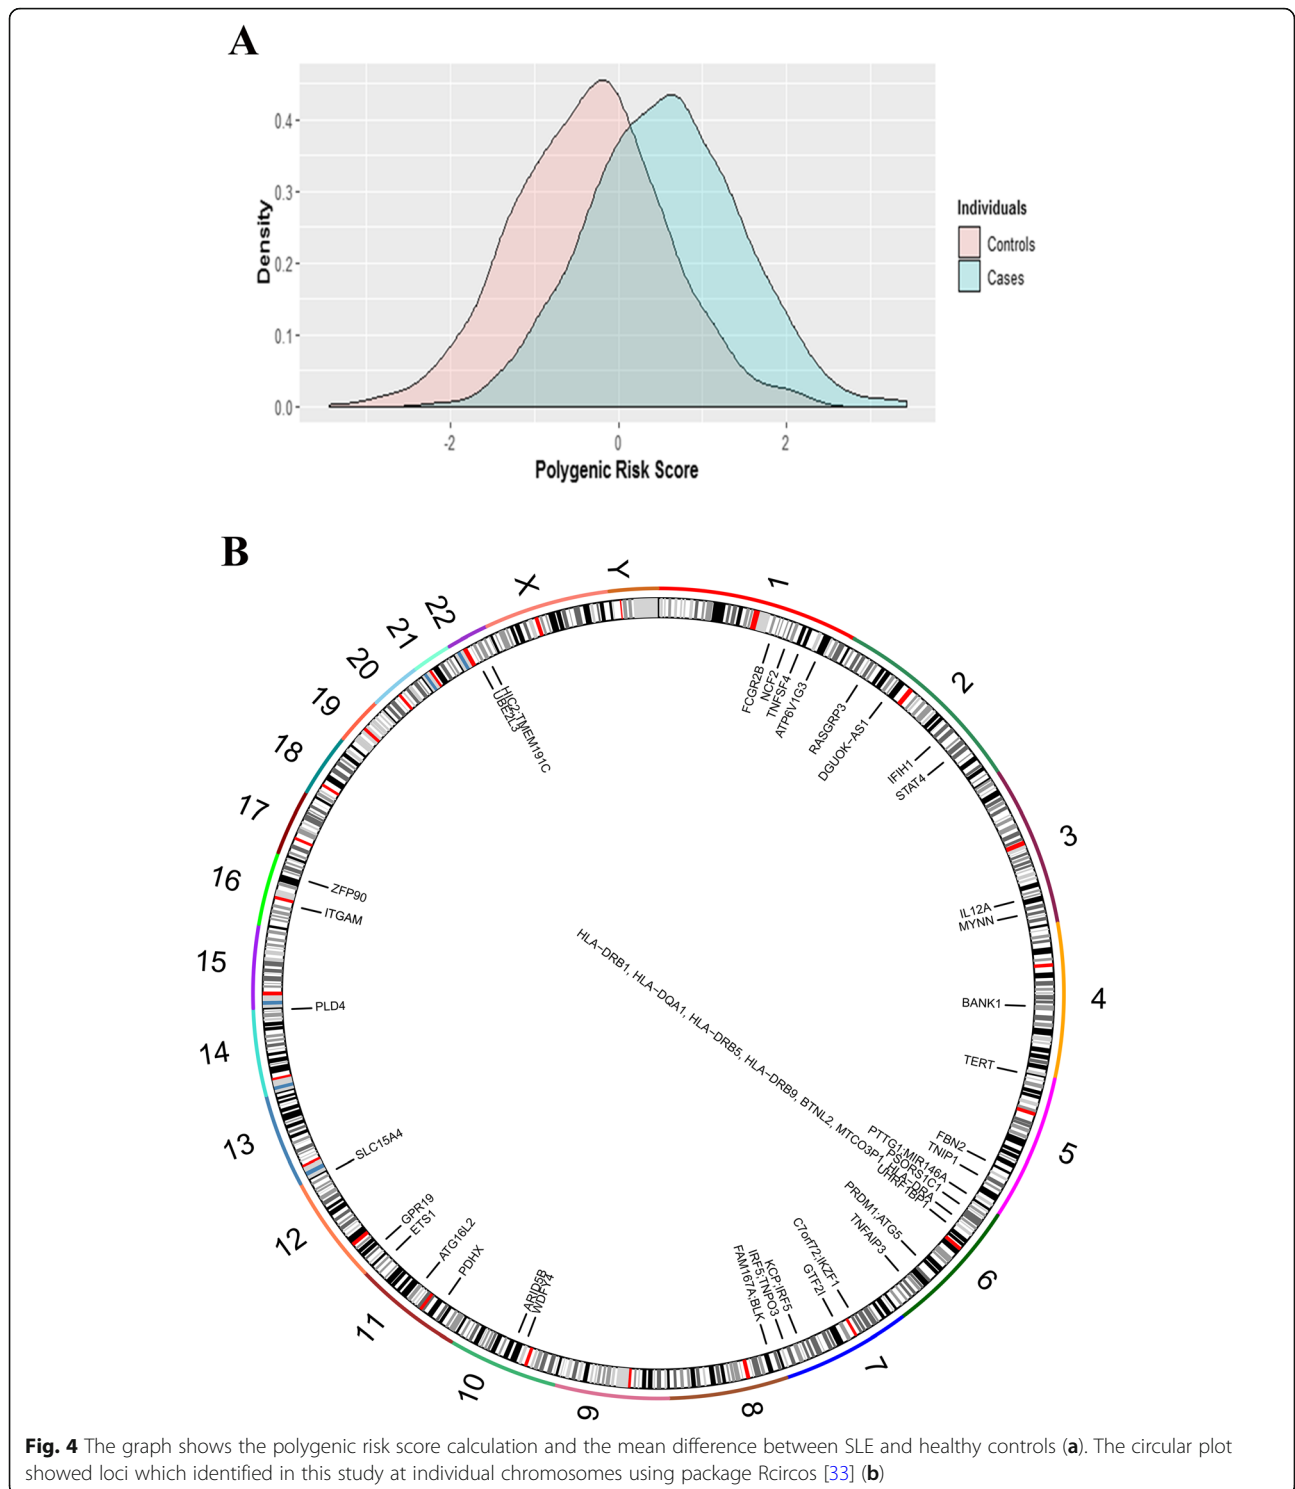 A
0.4
0.3
0.2
0.1
0.0
Density
-2
0
2
Polygenic Risk Score
Individuals
Controls
Cases
B
1
2
3
4
5
6
7
8
9
10
11
12
13
14
15
16
17
18
19
20
21
22
X
Y
FCGR2B
NCF2
TNFSF4
ATP6V1G3
RASGRP3
DGUOK-AS1
IFIH1
STAT4
IL12A
MYNN
BANK1
TERT
FBN2
TNIP1
PTTG1;MIR146A
PSORS1C1
HLA-DRB1, HLA-DQA1, HLA-DRB5, HLA-DRB9, BTNL2, MTCO3P1, HLA-DRA
UHRF1BP1
PRDM1;ATG5
TNFAIP3
C7orf72;IKZF1
GTF2I
KCP;IRF5
IRF5;TNPO3
FAM167A;BLK
WDFY4
ARID5B
PDHX
ATG16L2
ETS1
GPR19
SLC15A4
PLD4
ITGAM
ZFP90
UBE2L3
HIC2;TMEM191C
Fig. 4 The graph shows the polygenic risk score calculation and the mean difference between SLE and healthy controls (a). The circular plot
showed loci which identified in this study at individual chromosomes using package Rcircos [33] (b)